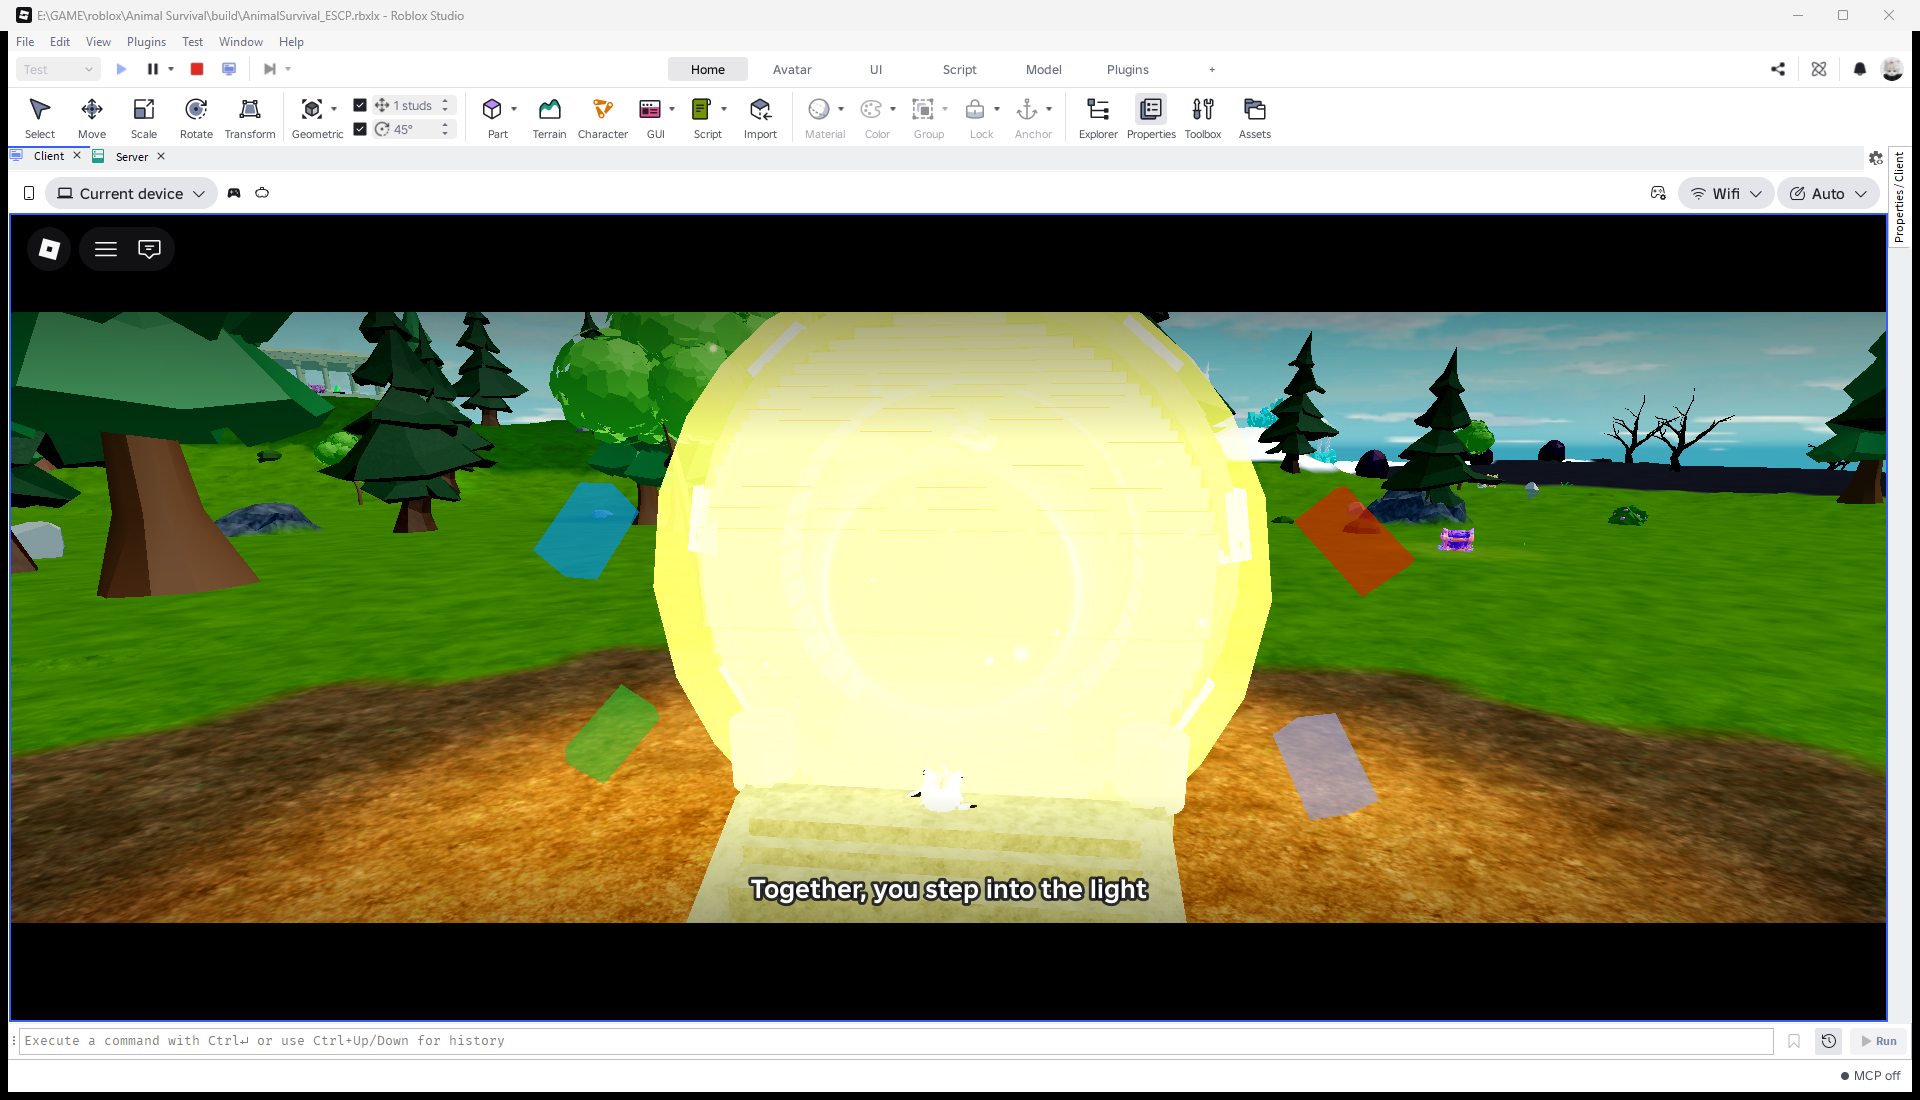 E:\GAME\roblox\Animal Survival\build\AnimalSurvival_ESCP.rbxlx - Roblox Studio
File Edit View Plugins Test Window Help
Test
Home Avatar UI Script Model Plugins +
1 studs
45°
Select Move Scale Rotate Transform Geometric Part Terrain Character GUI Script Import Material Color Group Lock Anchor Explorer Properties Toolbox Assets
Client Server
Properties / Client
Current device
Wifi Auto
Together, you step into the light
Execute a command with Ctrl↵ or use Ctrl+Up/Down for history
Run
MCP off